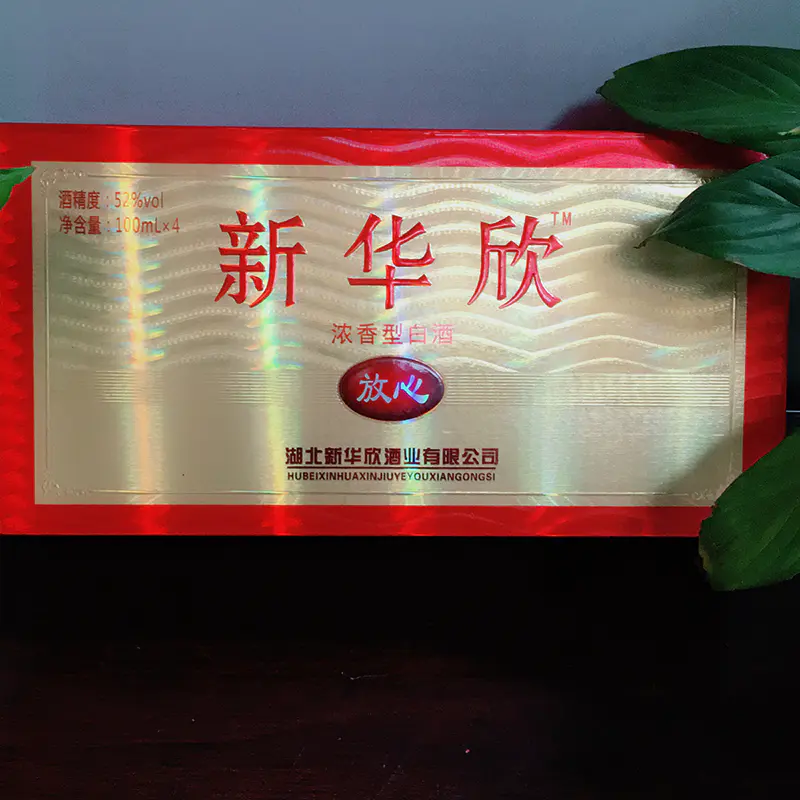 酒精度：52%vol
净含量：100mL×4
新华欣™
浓香型白酒
放心
湖北新华欣酒业有限公司
HUBEIXINHUAXINJIUYEYOUXIANGONGSI